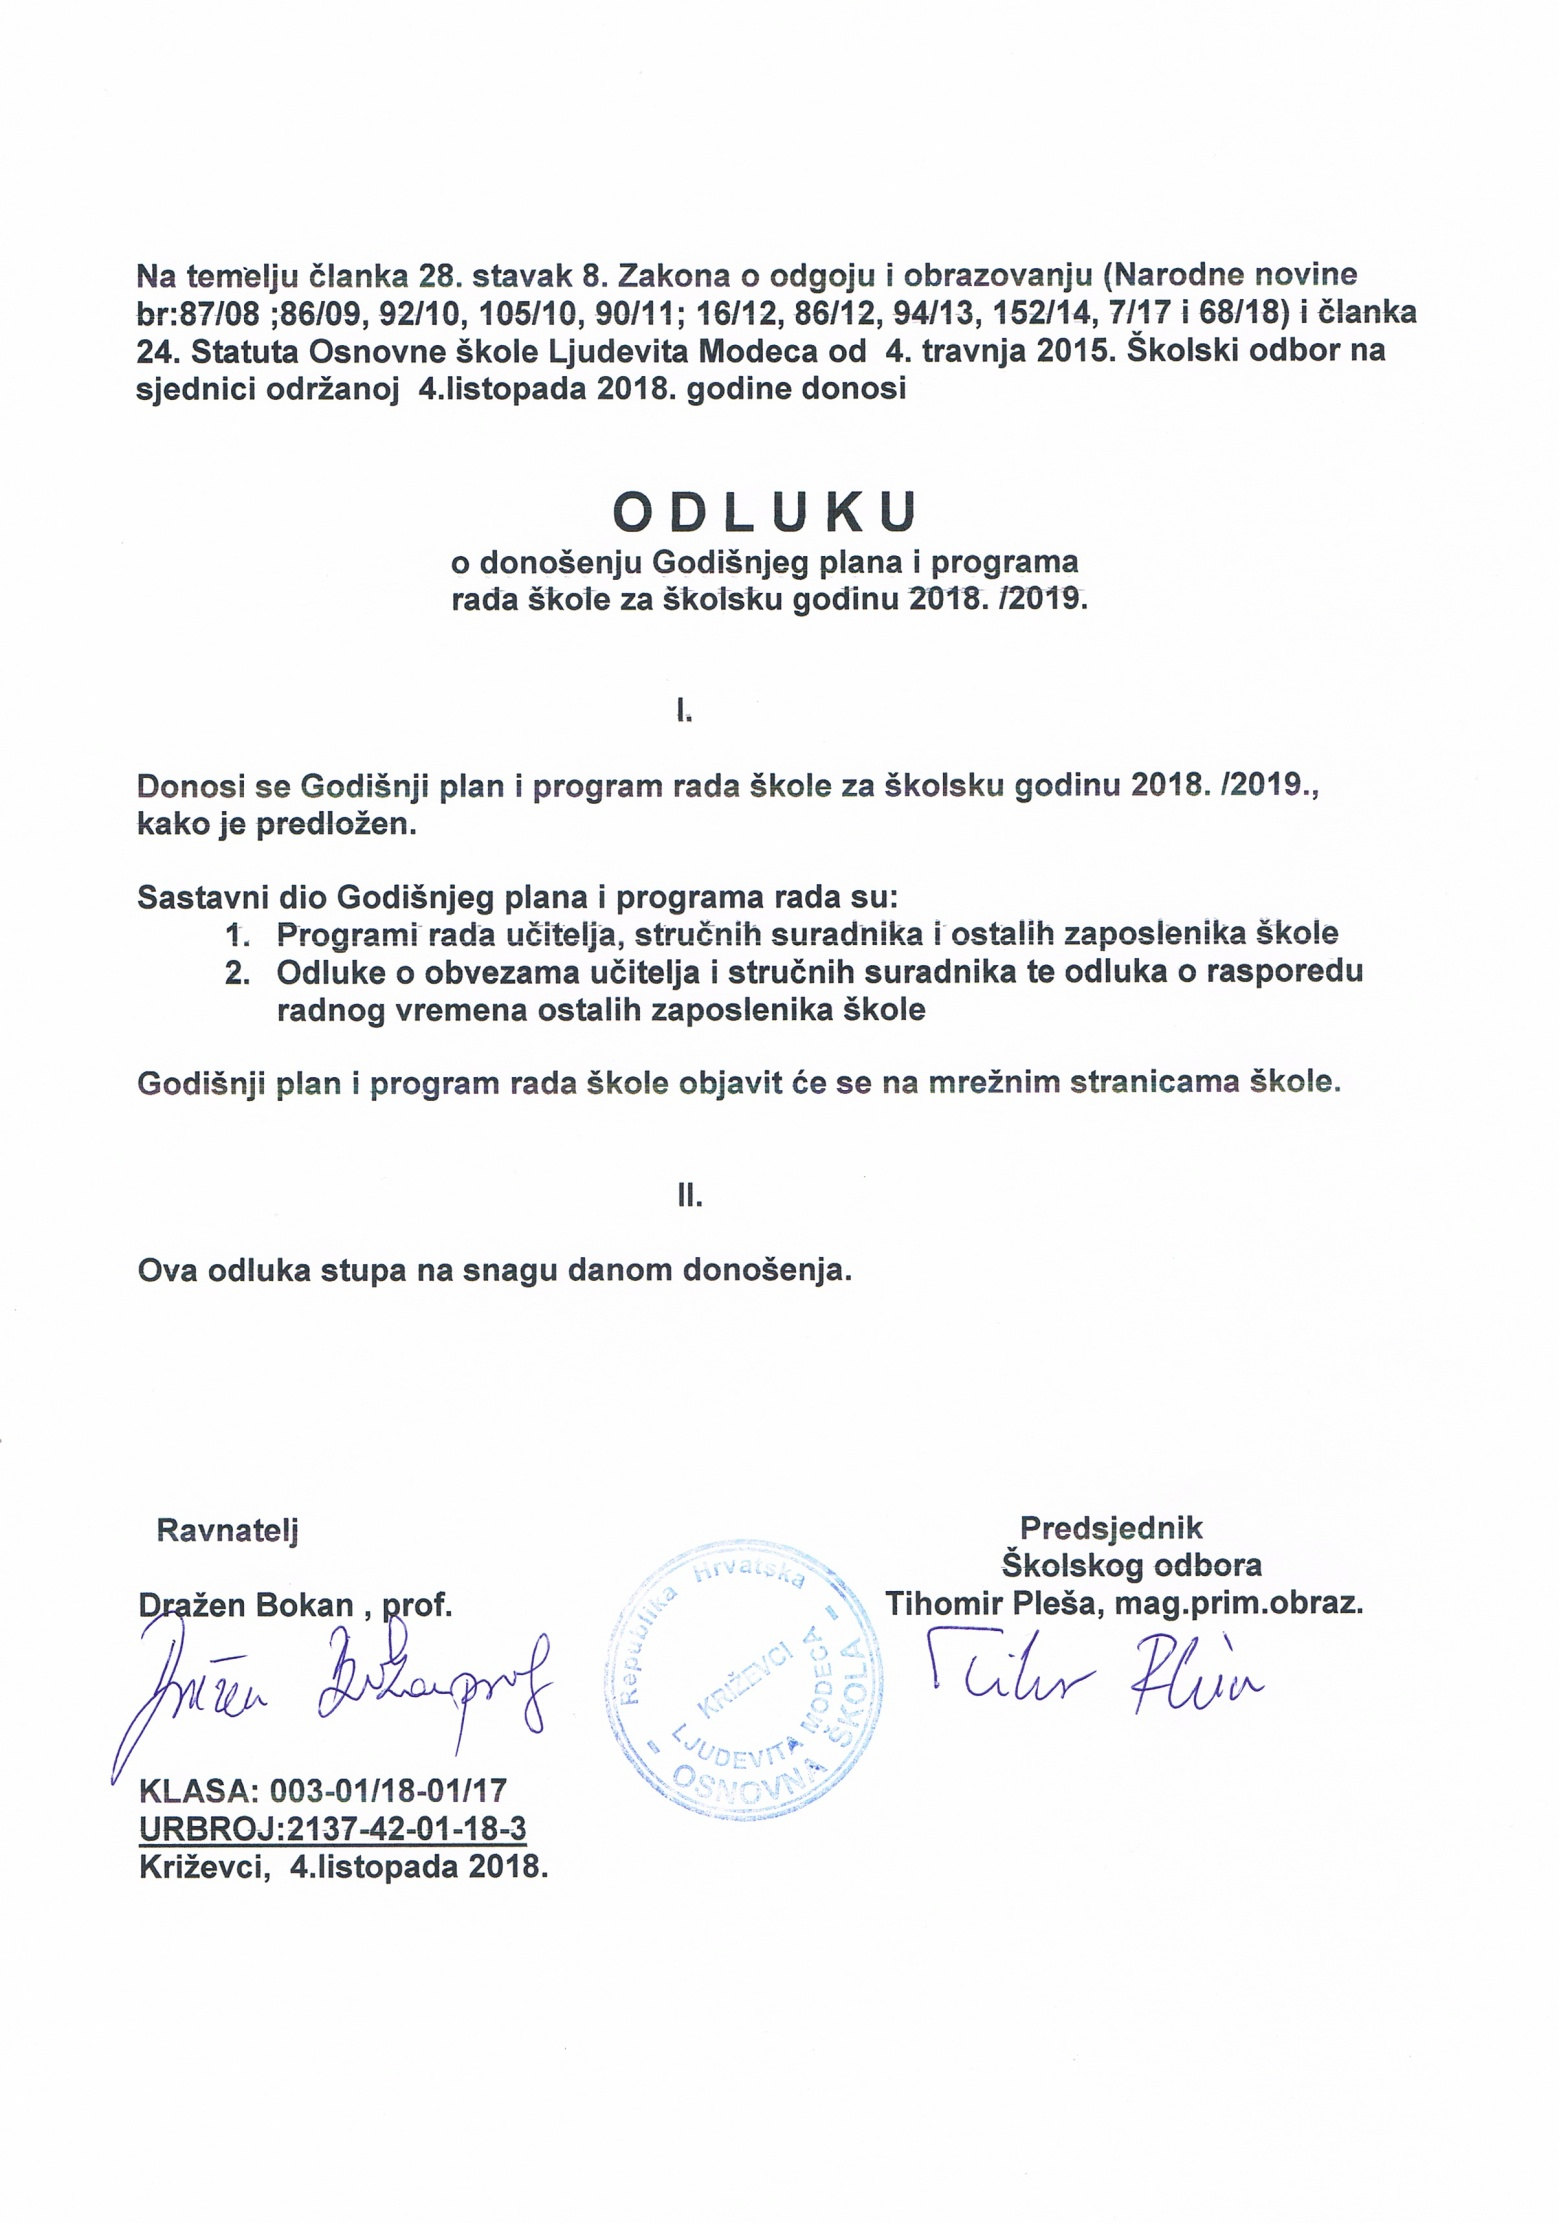 Na temelju članka 28. stavak 8. Zakona o odgoju i obrazovanju (Narodne novine
br:87/08 ;86/09, 92/10, 105/10, 90/11; 16/12, 86/12, 94/13, 152/14, 7/17 i 68/18) i članka
24. Statuta Osnovne škole Ljudevita Modeca od 4. travnja 2015. Školski odbor na
sjednici održanoj 4.listopada 2018. godine donosi
O D L U K U
o donošenju Godišnjeg plana i programa
rada škole za školsku godinu 2018. /2019.
I.
Donosi se Godišnji plan i program rada škole za školsku godinu 2018. /2019.,
kako je predložen.
Sastavni dio Godišnjeg plana i programa rada su:
1. Programi rada učitelja, stručnih suradnika i ostalih zaposlenika škole
2. Odluke o obvezama učitelja i stručnih suradnika te odluka o rasporedu
radnog vremena ostalih zaposlenika škole
Godišnji plan i program rada škole objavit će se na mrežnim stranicama škole.
II.
Ova odluka stupa na snagu danom donošenja.
Ravnatelj
Dražen Bokan , prof.
Dražen Bokan prof
Predsjednik
Školskog odbora
Tihomir Pleša, mag.prim.obraz.
Republika Hrvatska
OSNOVNA ŠKOLA
LJUDEVITA MODECA
KRIŽEVCI
KLASA: 003-01/18-01/17
URBROJ:2137-42-01-18-3
Križevci, 4.listopada 2018.